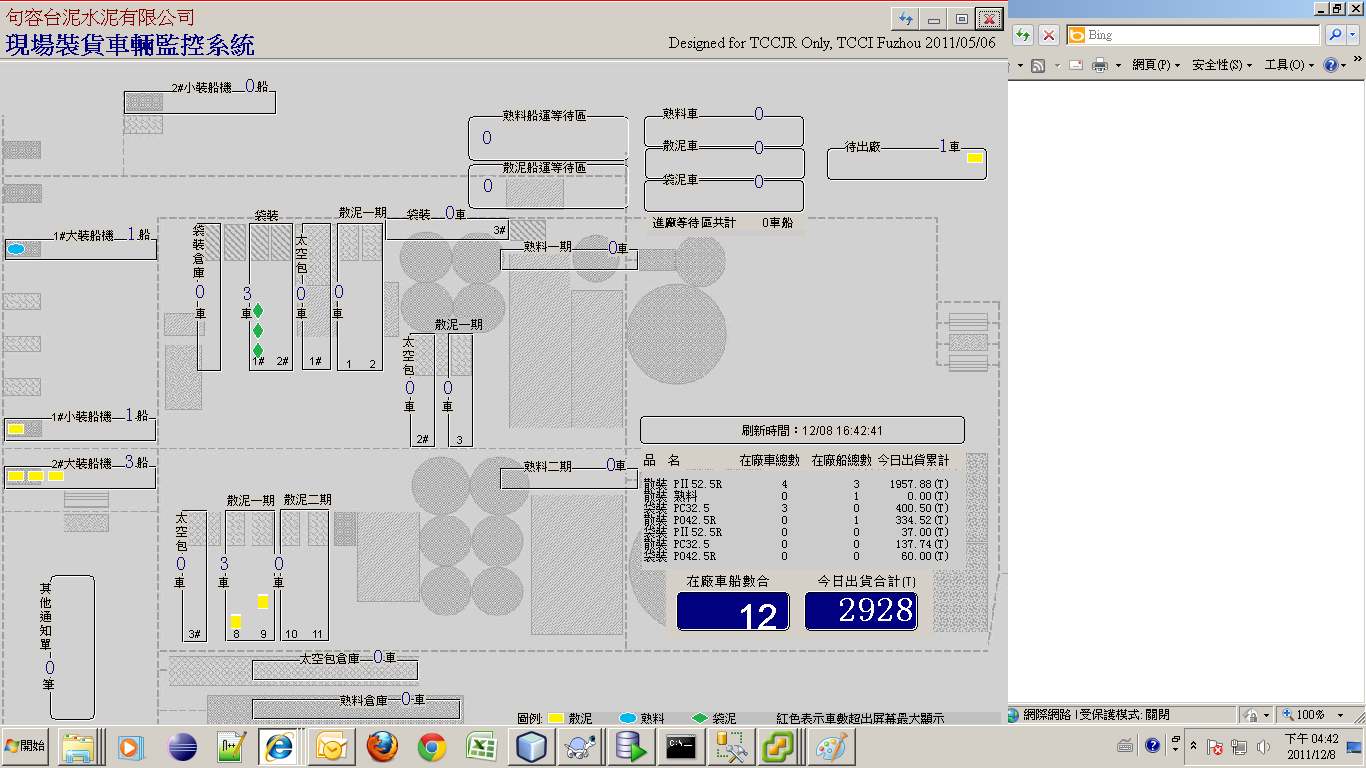 句容台泥水泥有限公司
現場裝貨車輛監控系統
Designed for TCCJR Only, TCCI Fuzhou 2011/05/06
Bing
網頁(P) 安全性(S) 工具(O)
2#小裝船機 0 船
熟料船運等待區
0
散泥船運等待區
0
熟料車 0
散泥車 0
袋泥車 0
進廠等待區共計 0車船
待出廠 1 車
1#大裝船機 1 船
袋裝倉庫 0 車
袋裝
3 車
1# 2#
太空包 0 車
1#
散泥一期
0 車
1 2
袋裝 0 車
3#
熟料一期 0 車
散泥一期
太空包 0 車
2#
0 車
3
1#小裝船機 1 船
2#大裝船機 3 船
熟料二期 0 車
刷新時間：12/08 16:42:41
品 名 在廠車總數 在廠船總數 今日出貨累計
散裝 PII52.5R 4 3 1957.88(T)
散裝 熟料 0 1 0.00(T)
袋裝 PC32.5 3 0 400.50(T)
散裝 PO42.5R 0 1 334.52(T)
袋裝 PII52.5R 0 0 37.00(T)
散裝 PC32.5 0 0 137.74(T)
袋裝 PO42.5R 0 0 60.00(T)
在廠車船數合 今日出貨合計(T)
12 2928
太空包 0 車
3#
散泥一期
3 車
8 9
散泥二期
0 車
10 11
其他通知單 0 筆
太空包倉庫 0 車
熟料倉庫 0 車
圖例: 散泥 熟料 袋泥 紅色表示車數超出屏幕最大顯示
網際網路 | 受保護模式: 關閉
100%
開始
下午 04:42
2011/12/8